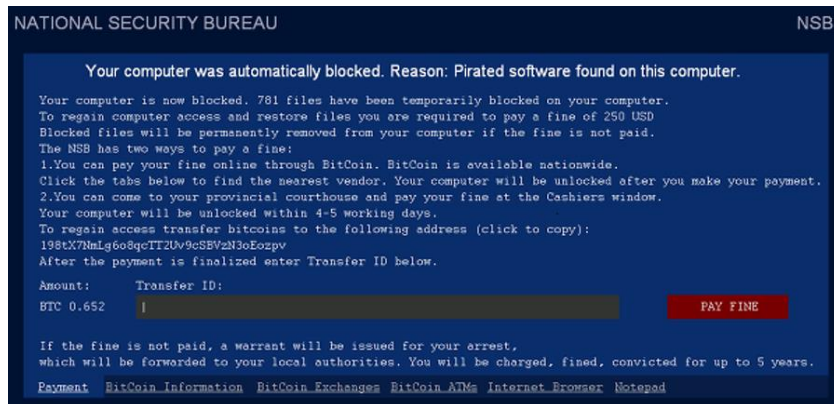 NATIONAL SECURITY BUREAU NSB
Your computer was automatically blocked. Reason: Pirated software found on this computer.
Your computer is now blocked. 781 files have been temporarily blocked on your computer.
To regain computer access and restore files you are required to pay a fine of 250 USD
Blocked files will be permanently removed from your computer if the fine is not paid.
The NSB has two ways to pay a fine:
1.You can pay your fine online through BitCoin. BitCoin is available nationwide.
Click the tabs below to find the nearest vendor. Your computer will be unlocked after you make your payment.
2.You can come to your provincial courthouse and pay your fine at the Cashiers window.
Your computer will be unlocked within 4-5 working days.
To regain access transfer bitcoins to the following address (click to copy):
198tX7NmLg6o8qcTT2Uv9cSBVzN3oEozpv
After the payment is finalized enter Transfer ID below.
Amount: Transfer ID:
BTC 0.652 PAY FINE
If the fine is not paid, a warrant will be issued for your arrest,
which will be forwarded to your local authorities. You will be charged, fined, convicted for up to 5 years.
Payment BitCoin Information BitCoin Exchanges BitCoin ATMs Internet Browser Notepad